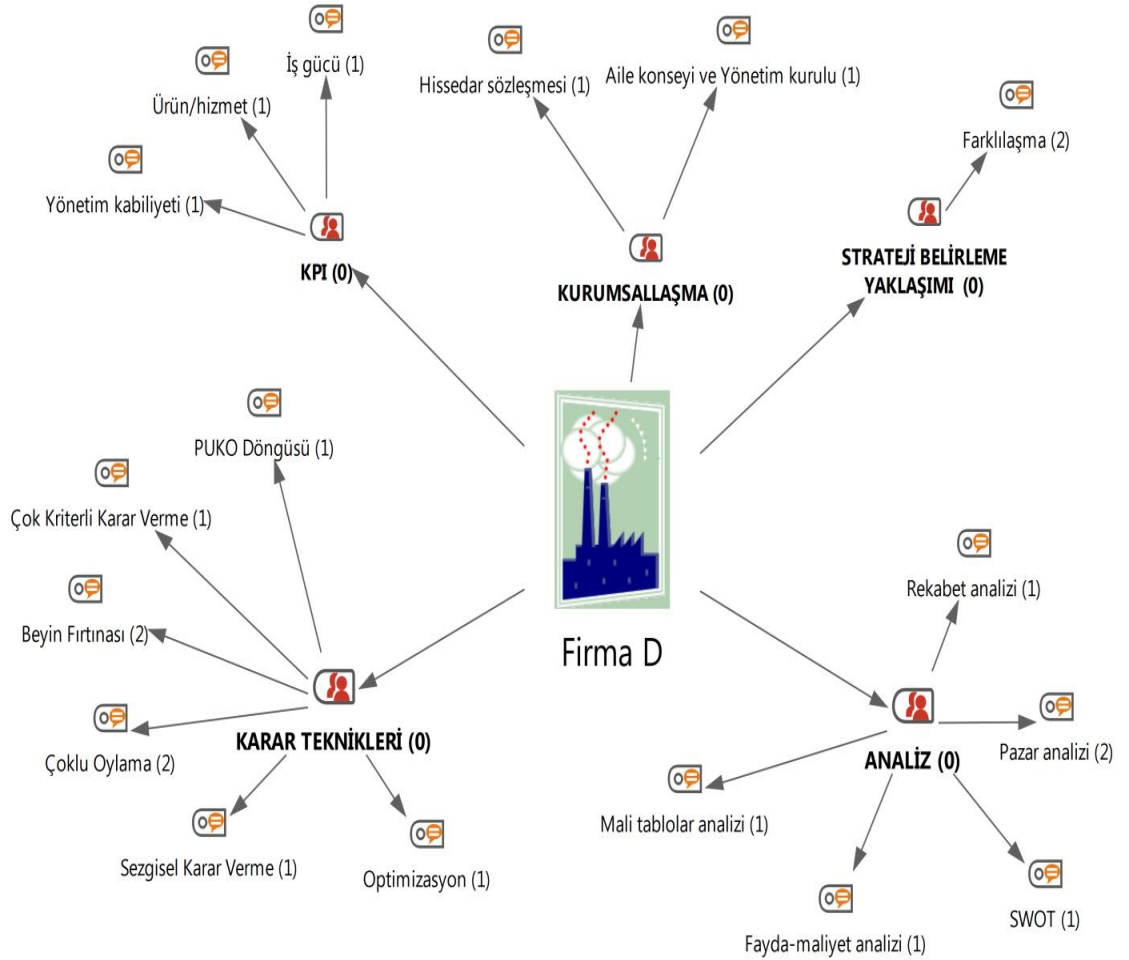 İş gücü (1)
Ürün/hizmet (1)
Yönetim kabiliyeti (1)
KPI (0)
Hissedar sözleşmesi (1)
Aile konseyi ve Yönetim kurulu (1)
KURUMSALLAŞMA (0)
Farklılaşma (2)
STRATEJİ BELİRLEME
YAKLAŞIMI (0)
Firma D
PUKO Döngüsü (1)
Çok Kriterli Karar Verme (1)
Beyin Fırtınası (2)
Çoklu Oylama (2)
KARAR TEKNİKLERİ (0)
Sezgisel Karar Verme (1)
Optimizasyon (1)
Rekabet analizi (1)
Pazar analizi (2)
ANALİZ (0)
Mali tablolar analizi (1)
Fayda-maliyet analizi (1)
SWOT (1)